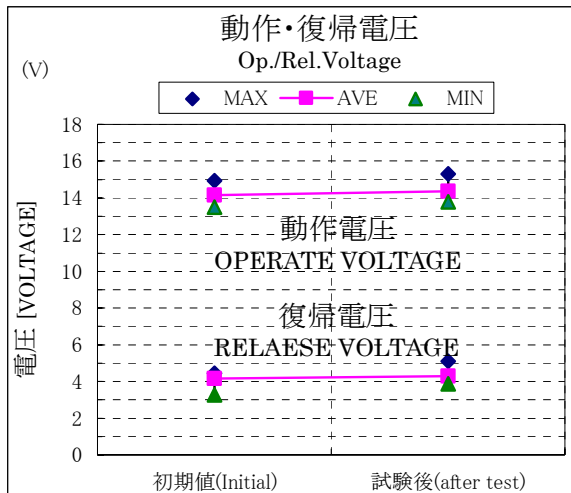 動作・復帰電圧
Op./Rel.Voltage
(V)
MAX AVE MIN
18
16
14
12
10
8
6
4
2
0
電圧 [VOLTAGE]
動作電圧
OPERATE VOLTAGE
復帰電圧
RELAESE VOLTAGE
初期値(Initial) 試験後(after test)